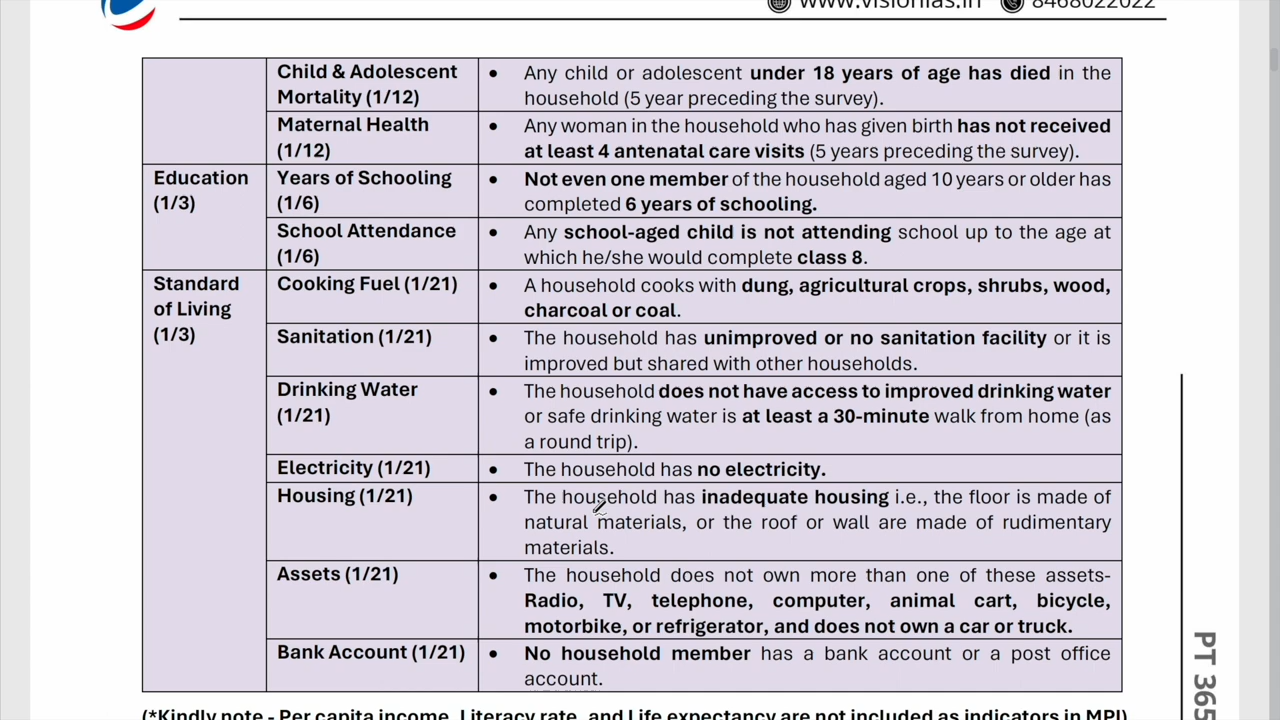 www.visionias.in
8468022022
Child & Adolescent
Mortality (1/12)
• Any child or adolescent under 18 years of age has died in the
household (5 year preceding the survey).
Maternal Health
(1/12)
• Any woman in the household who has given birth has not received
at least 4 antenatal care visits (5 years preceding the survey).
Education
(1/3)
Years of Schooling
(1/6)
• Not even one member of the household aged 10 years or older has
completed 6 years of schooling.
School Attendance
(1/6)
• Any school-aged child is not attending school up to the age at
which he/she would complete class 8.
Standard
of Living
(1/3)
Cooking Fuel (1/21)
• A household cooks with dung, agricultural crops, shrubs, wood,
charcoal or coal.
Sanitation (1/21)
• The household has unimproved or no sanitation facility or it is
improved but shared with other households.
Drinking Water
(1/21)
• The household does not have access to improved drinking water
or safe drinking water is at least a 30-minute walk from home (as
a round trip).
Electricity (1/21)
• The household has no electricity.
Housing (1/21)
• The household has inadequate housing i.e., the floor is made of
natural materials, or the roof or wall are made of rudimentary
materials.
Assets (1/21)
• The household does not own more than one of these assets-
Radio, TV, telephone, computer, animal cart, bicycle,
motorbike, or refrigerator, and does not own a car or truck.
Bank Account (1/21)
• No household member has a bank account or a post office
account.
(*Kindly note - Per capita income, Literacy rate, and Life expectancy are not included as indicators in MPI)
PT 365